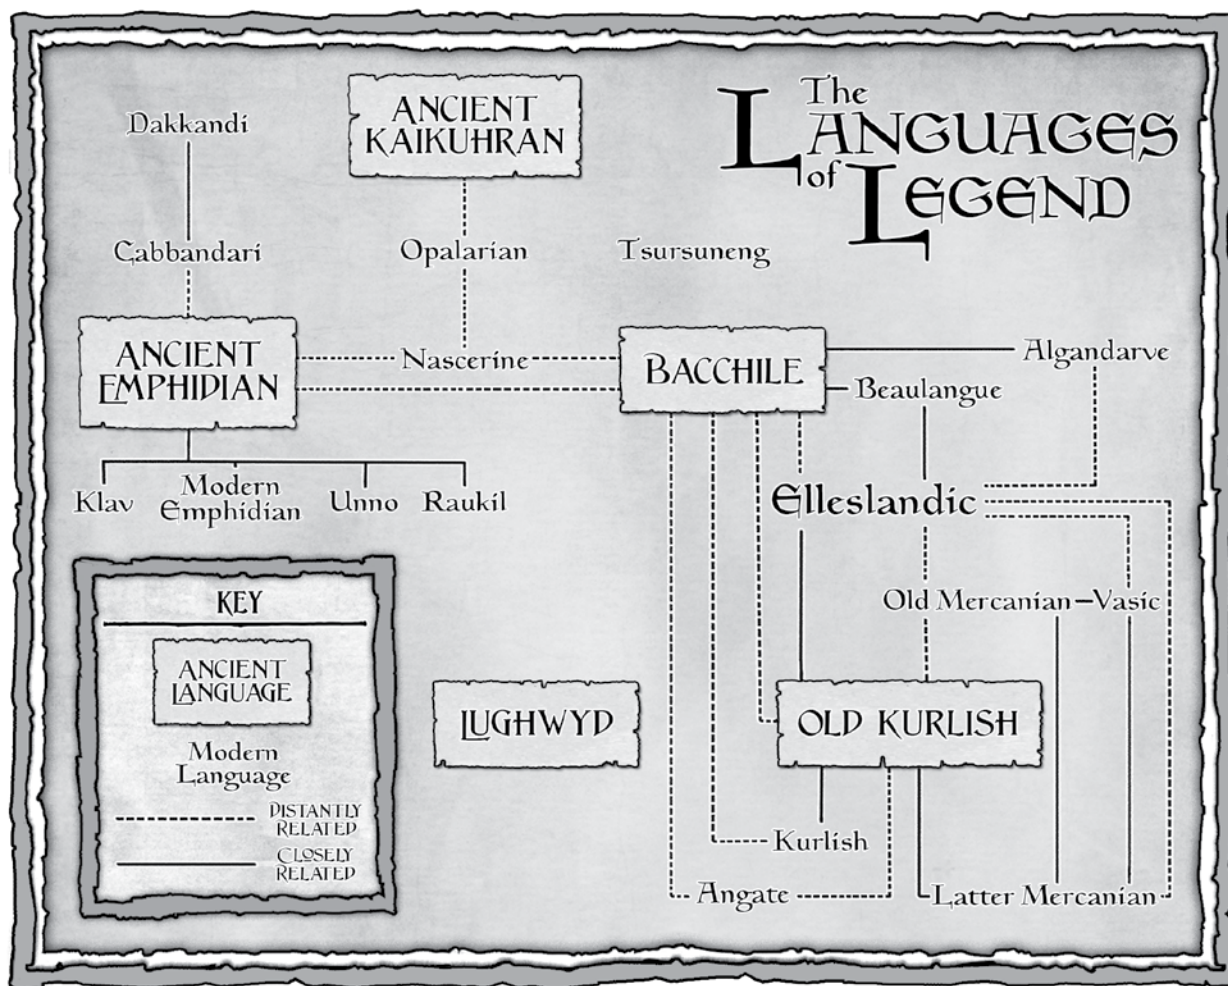 The
LANGUAGES
of LEGEND
Dakkandi
ANCIENT
KAIKUHRAN
Gabbandari
Opalarian
Tsursuneng
ANCIENT
EMPHIDIAN
Nascerine
BACCHILE
Algandarve
Beaulangue
Klav
Modern
Emphidian
Unno
Raukil
Elleslandic
Old Mercanian
Vasic
KEY
ANCIENT
LANGUAGE
Modern
Language
DISTANTLY
RELATED
CLOSELY
RELATED
LUGHWYD
OLD KURLISH
Kurlish
Angate
Latter Mercanian